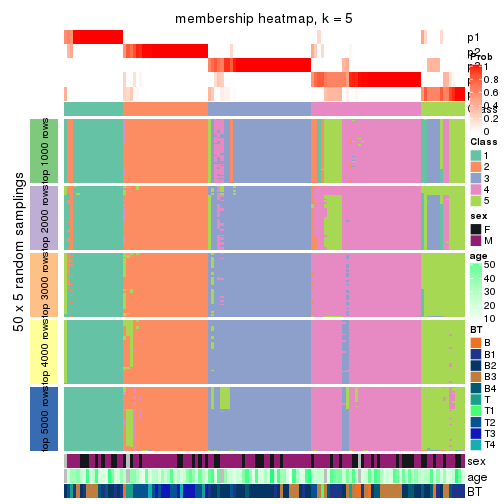 membership heatmap, k = 5
p1
p2
Prob
1
0.8
0.6
0.4
0.2
0
Class
1
2
3
4
5
sex
F
M
age
50
40
30
20
10
BT
B
B1
B2
B3
B4
T
T1
T2
T3
T4
50 x 5 random samplings
top 1000 rows
top 2000 rows
top 3000 rows
top 4000 rows
top 5000 rows
sex
age
BT